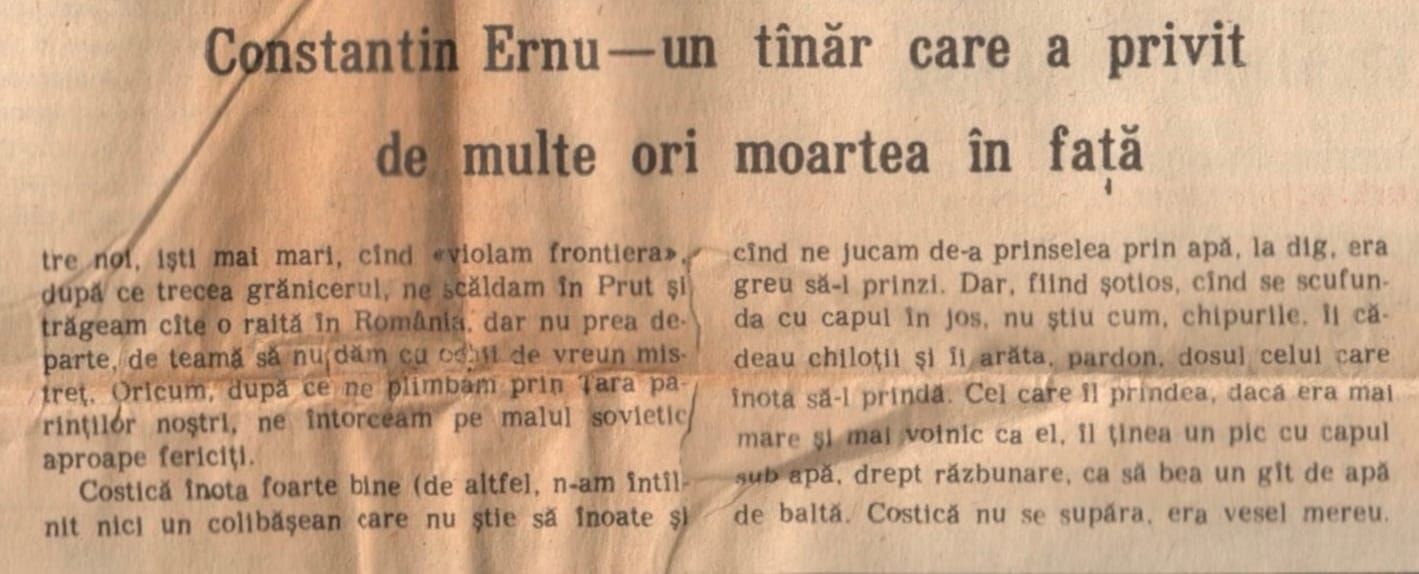 Constantin Ernu—un tînăr care a privit
de multe ori moartea în față
tre noi, iști mai mari, cînd «violam frontiera»,
după ce trecea grănicerul, ne scăldam în Prut și
trăgeam cîte o raită în România, dar nu prea de-
parte, de teamă să nu dăm cu ochii de vreun mis-
treț. Oricum, după ce ne plimbam prin Țara pă-
rinților noștri, ne întorceam pe malul sovietic
aproape fericiți.
Costică înota foarte bine (de altfel, n-am întîl-
nit nici un colibășean care nu știe să înoate și
cînd ne jucam de-a prinselea prin apă, la dig, era
greu să-l prinzi. Dar, fiind șotios, cînd se scufun-
da cu capul în jos, nu știu cum, chipurile, îi că-
deau chiloții și îi arăta, pardon, dosul celui care
înota să-l prindă. Cel care îl prindea, dacă era mai
mare și mai voinic ca el, îl ținea un pic cu capul
sub apă, drept răzbunare, ca să bea un gît de apă
de baltă. Costică nu se supăra, era vesel mereu.